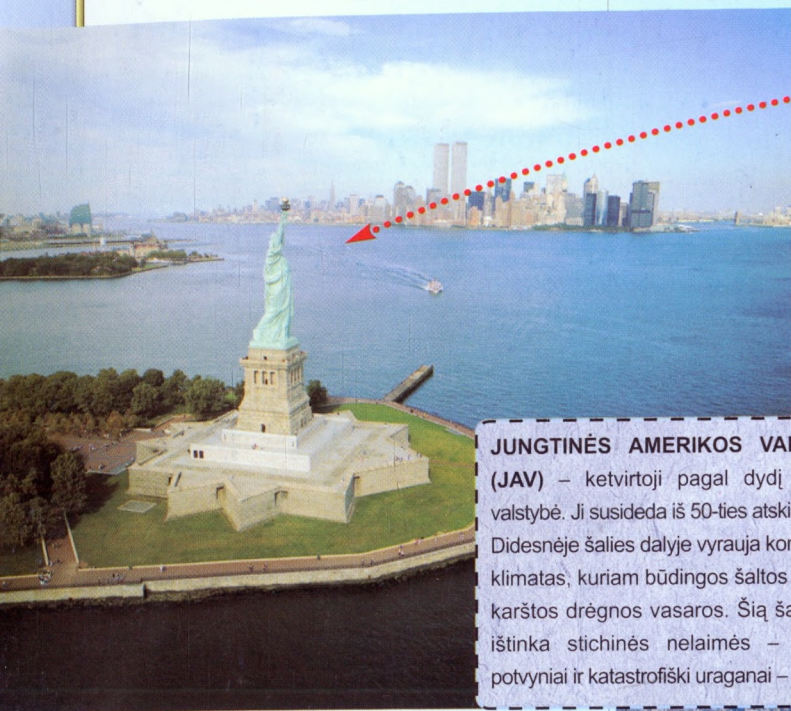 JUNGTINĖS AMERIKOS
(JAV) – ketvirtoji pagal dydį
valstybė. Ji susideda iš 50-ties
Didesnėje šalies dalyje vyrauja
klimatas, kuriam būdingos šaltos
karštos drėgnos vasaros. Šią
ištinka stichinės nelaimės –
potvyniai ir katastrofiški uraganai –